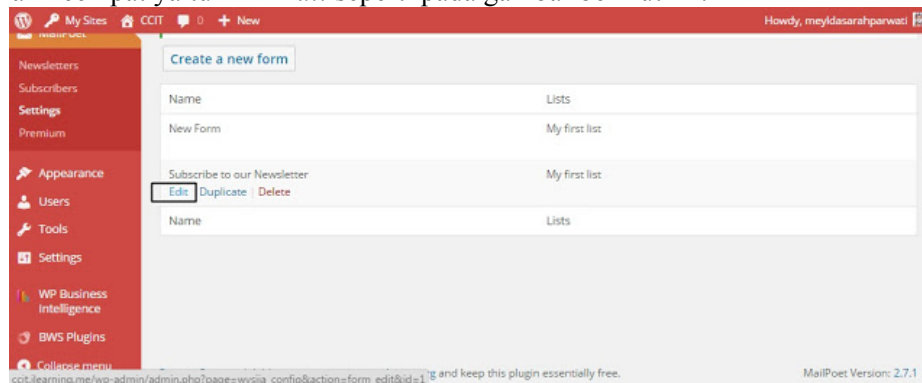 My Sites CCIT 0 + New Howdy, meyldasarahparwati
MailPoet
Newsletters
Subscribers
Settings
Premium
Appearance
Users
Tools
Settings
WP Business
Intelligence
BWS Plugins
Collapse menu
Create a new form
Name Lists
New Form My first list
Subscribe to our Newsletter My first list
Edit | Duplicate | Delete
Name Lists
ccit.ilearning.me/wp-admin/admin.php?page=wysija_config&action=form_edit&id=1
and keep this plugin essentially free. MailPoet Version: 2.7.1